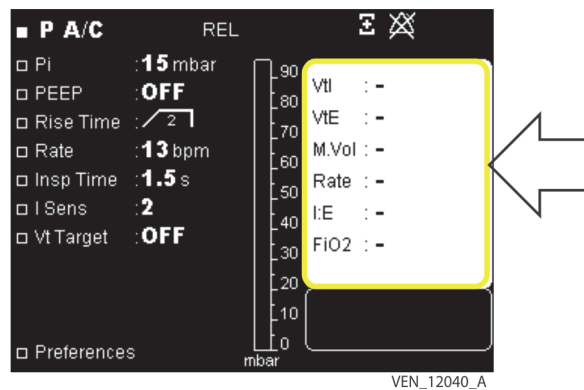 P A/C REL
Pi :15 mbar
PEEP :OFF
Rise Time : 2
Rate :13 bpm
Insp Time :1.5 s
I Sens :2
Vt Target :OFF
Preferences
90
80
70
60
50
40
30
20
10
0
mbar
VtI : -
VtE : -
M.Vol : -
Rate : -
I:E : -
FiO2 : -
VEN_12040_A